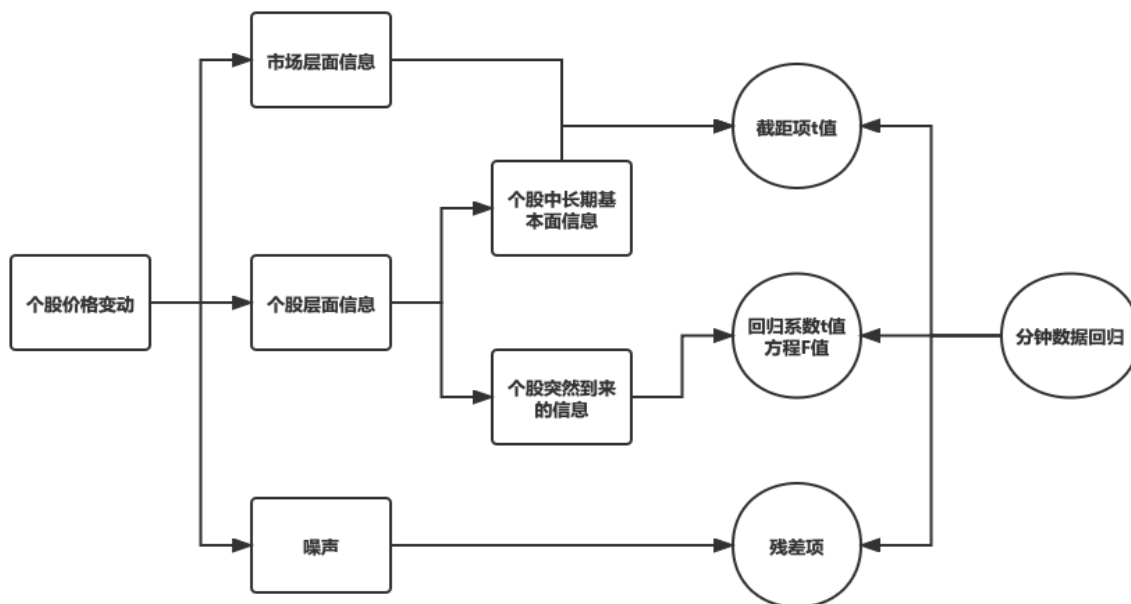 市场层面信息
截距项t值
个股中长期基
本面信息
个股价格变动
个股层面信息
回归系数t值
方程F值
分钟数据回归
个股突然到来
的信息
噪声
残差项